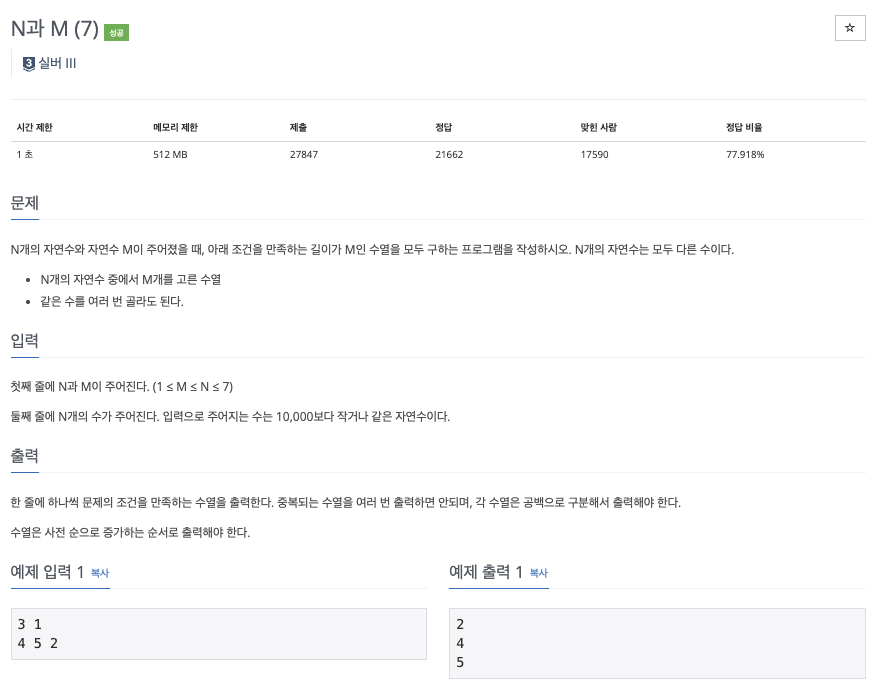 N과 M (7) 성공
☆
3 실버 III
시간 제한 메모리 제한 제출 정답 맞힌 사람 정답 비율
1 초 512 MB 27847 21662 17590 77.918%
문제
N개의 자연수와 자연수 M이 주어졌을 때, 아래 조건을 만족하는 길이가 M인 수열을 모두 구하는 프로그램을 작성하시오. N개의 자연수는 모두 다른 수이다.
• N개의 자연수 중에서 M개를 고른 수열
• 같은 수를 여러 번 골라도 된다.
입력
첫째 줄에 N과 M이 주어진다. (1 ≤ M ≤ N ≤ 7)
둘째 줄에 N개의 수가 주어진다. 입력으로 주어지는 수는 10,000보다 작거나 같은 자연수이다.
출력
한 줄에 하나씩 문제의 조건을 만족하는 수열을 출력한다. 중복되는 수열을 여러 번 출력하면 안되며, 각 수열은 공백으로 구분해서 출력해야 한다.
수열은 사전 순으로 증가하는 순서로 출력해야 한다.
예제 입력 1 복사
3 1
4 5 2
예제 출력 1 복사
2
4
5